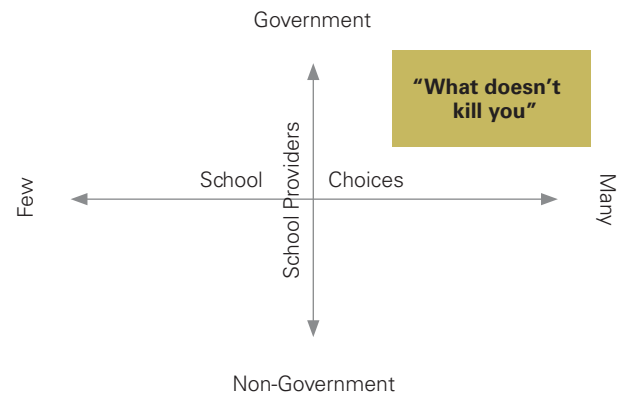 Government
“What doesn’t
kill you”
School Choices
School Providers
Few
Many
Non-Government